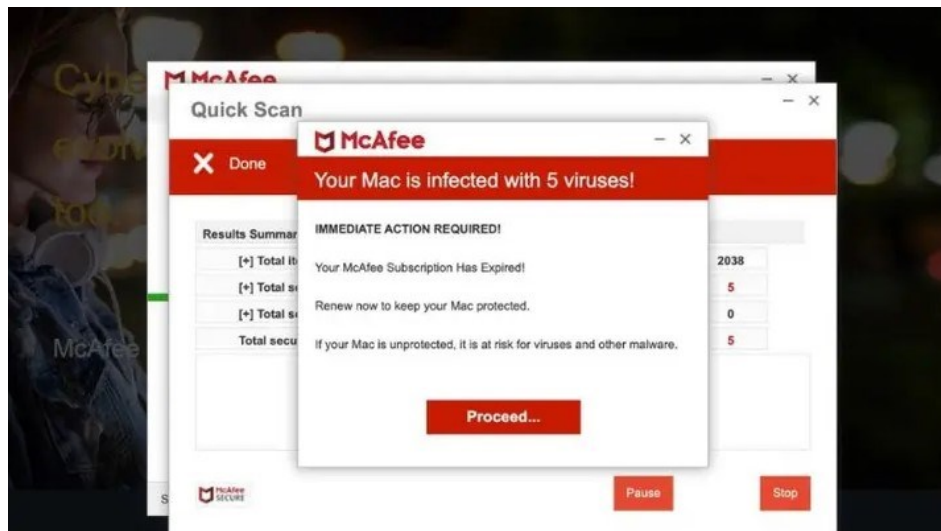 McAfee
Quick Scan
Done
McAfee
Your Mac is infected with 5 viruses!
IMMEDIATE ACTION REQUIRED!
Your McAfee Subscription Has Expired!
Renew now to keep your Mac protected.
If your Mac is unprotected, it is at risk for viruses and other malware.
Proceed...
Results Summar
[+] Total it
2038
[+] Total s
5
[+] Total s
0
Total secu
5
McAfee
McAfee
SECURE
Pause
Stop